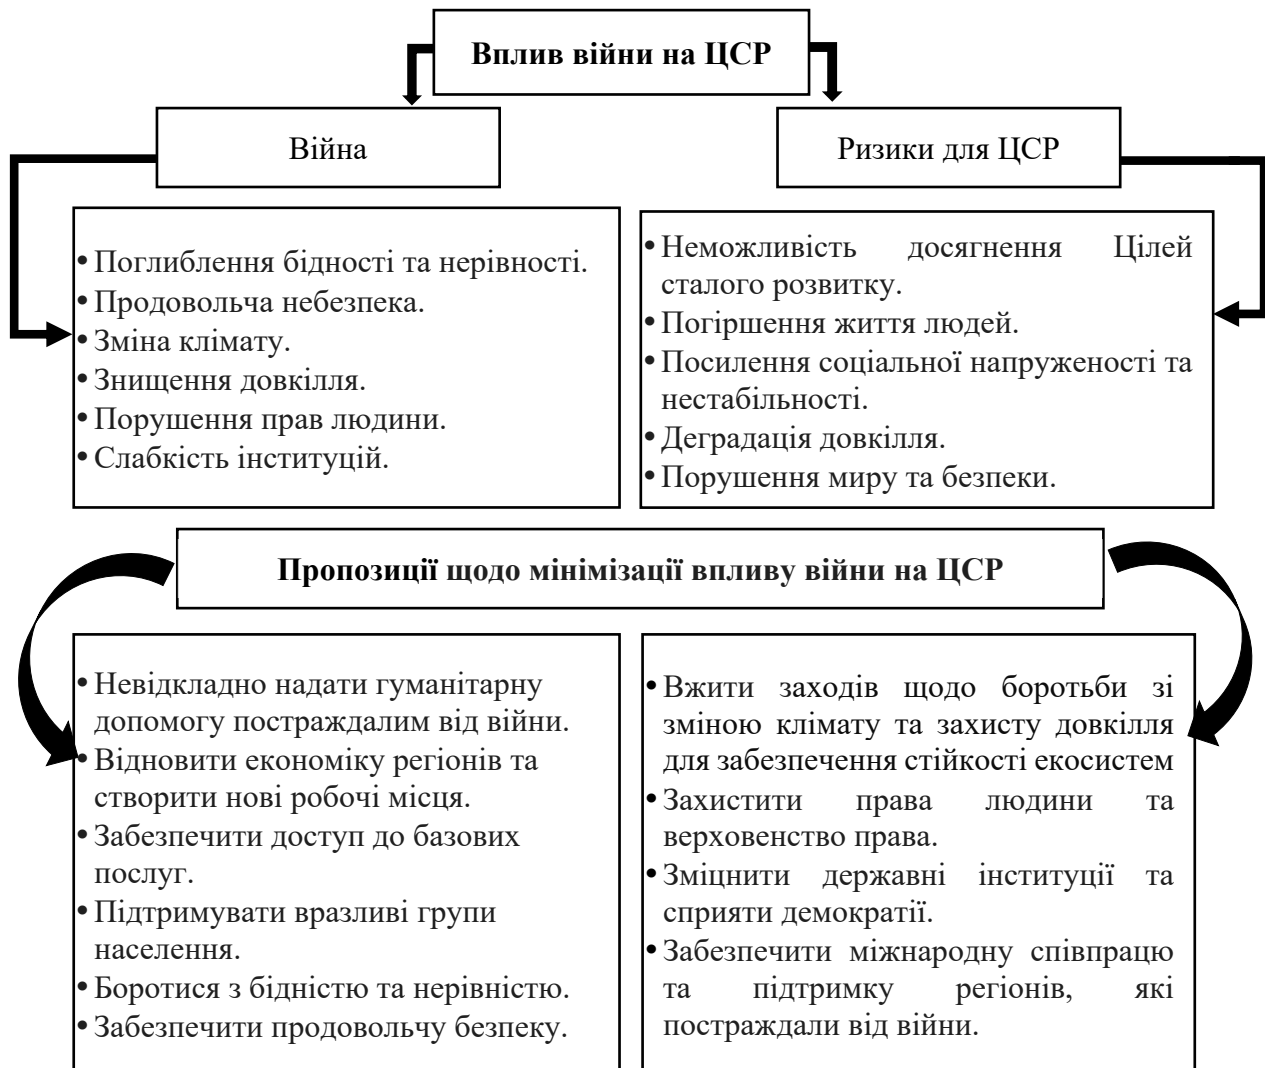 Вплив війни на ЦСР
Війна
Ризики для ЦСР
• Поглиблення бідності та нерівності.
• Продовольча небезпека.
• Зміна клімату.
• Знищення довкілля.
• Порушення прав людини.
• Слабкість інституцій.
• Неможливість досягнення Цілей
сталого розвитку.
• Погіршення життя людей.
• Посилення соціальної напруженості та
нестабільності.
• Деградація довкілля.
• Порушення миру та безпеки.
Пропозиції щодо мінімізації впливу війни на ЦСР
• Невідкладно надати гуманітарну
допомогу постраждалим від війни.
• Відновити економіку регіонів та
створити нові робочі місця.
• Забезпечити доступ до базових
послуг.
• Підтримувати вразливі групи
населення.
• Боротися з бідністю та нерівністю.
• Забезпечити продовольчу безпеку.
• Вжити заходів щодо боротьби зі
зміною клімату та захисту довкілля
для забезпечення стійкості екосистем
• Захистити права людини та
верховенство права.
• Зміцнити державні інституції та
сприяти демократії.
• Забезпечити міжнародну співпрацю
та підтримку регіонів, які
постраждали від війни.